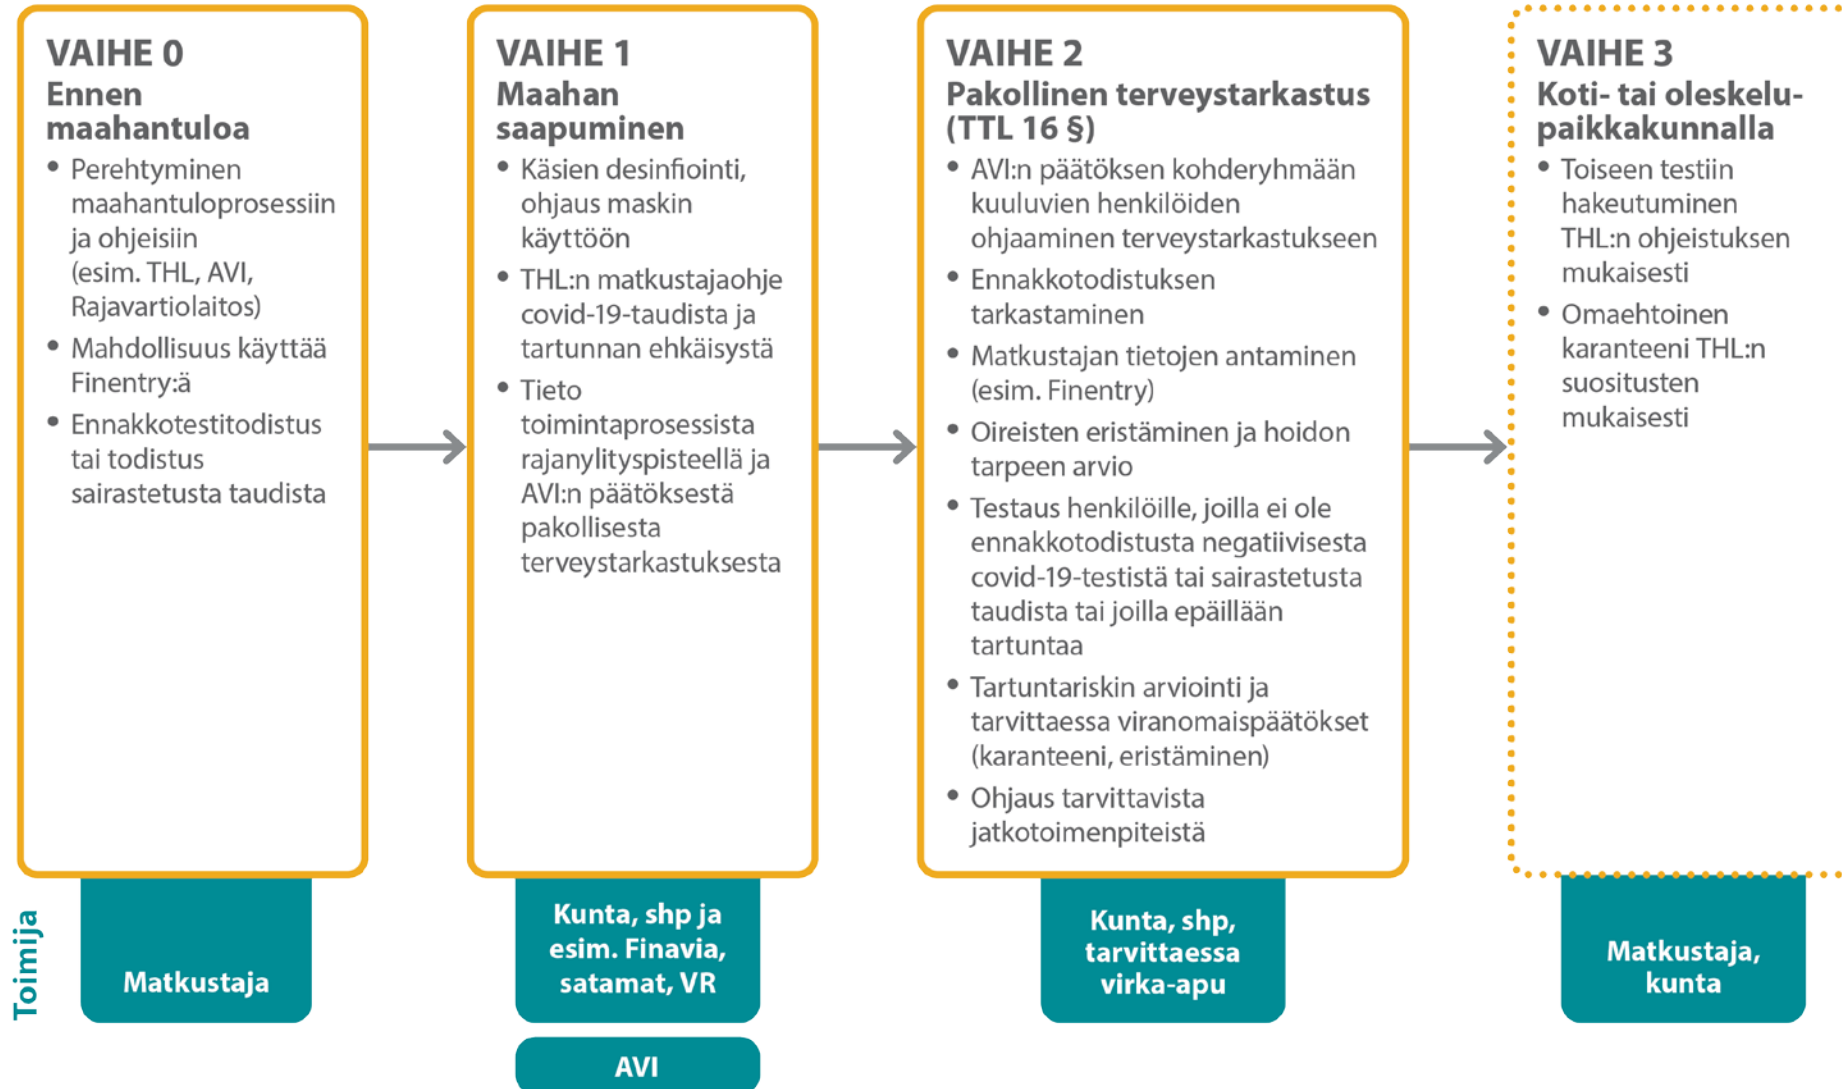 VAIHE 0
Ennen
maahantuloa
• Perehtyminen
maahantuloprosessiin
ja ohjeisiin
(esim. THL, AVI,
Rajavartiolaitos)
• Mahdollisuus käyttää
Finentry:ä
• Ennakkotestitodistus
tai todistus
sairastetusta taudista
VAIHE 1
Maahan
saapuminen
• Käsien desinfiointi,
ohjaus maskin
käyttöön
• THL:n matkustajaohje
covid-19-taudista ja
tartunnan ehkäisystä
• Tieto
toimintaprosessista
rajanylityspisteellä ja
AVI:n päätöksestä
pakollisesta
terveystarkastuksesta
VAIHE 2
Pakollinen terveystarkastus
(TTL 16 §)
• AVI:n päätöksen kohderyhmään
kuuluvien henkilöiden
ohjaaminen terveystarkastukseen
• Ennakkotodistuksen
tarkastaminen
• Matkustajan tietojen antaminen
(esim. Finentry)
• Oireisten eristäminen ja hoidon
tarpeen arvio
• Testaus henkilöille, joilla ei ole
ennakkotodistusta negatiivisesta
covid-19-testistä tai sairastetusta
taudista tai joilla epäillään
tartuntaa
• Tartuntariskin arviointi ja
tarvittaessa viranomaispäätökset
(karanteeni, eristäminen)
• Ohjaus tarvittavista
jatkotoimenpiteistä
VAIHE 3
Koti- tai oleskelu-
paikkakunnalla
• Toiseen testiin
hakeutuminen
THL:n ohjeistuksen
mukaisesti
• Omaehtoinen
karanteeni THL:n
suositusten
mukaisesti
Toimija
Matkustaja
Kunta, shp ja
esim. Finavia,
satamat, VR
AVI
Kunta, shp,
tarvittaessa
virka-apu
Matkustaja,
kunta